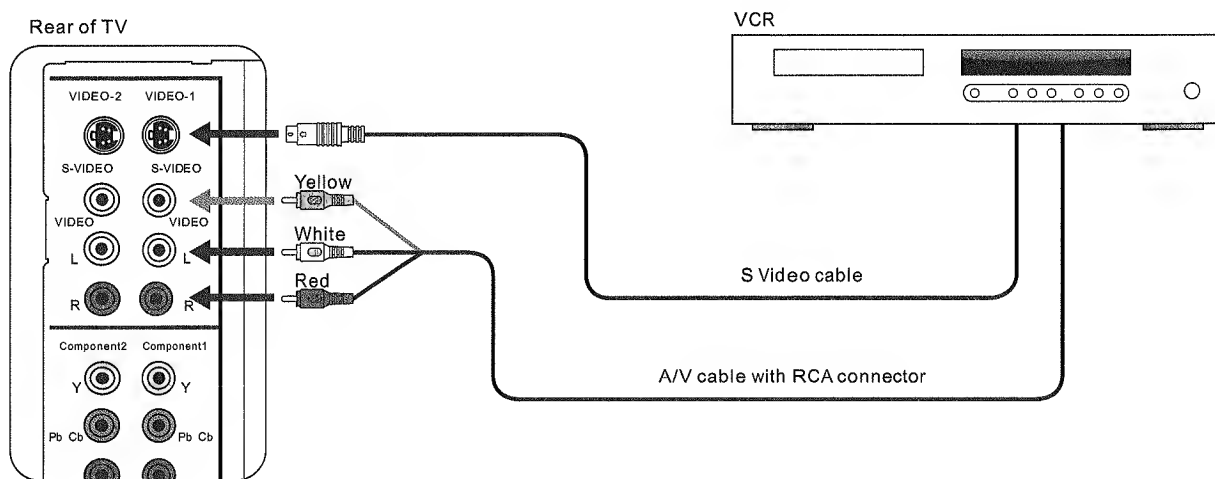 Rear of TV
VCR
VIDEO-2 VIDEO-1
S-VIDEO S-VIDEO
Yellow
VIDEO VIDEO
White
L L
S Video cable
Red
R R
Component2 Component1
Y Y
A/V cable with RCA connector
Pb Cb Pb Cb